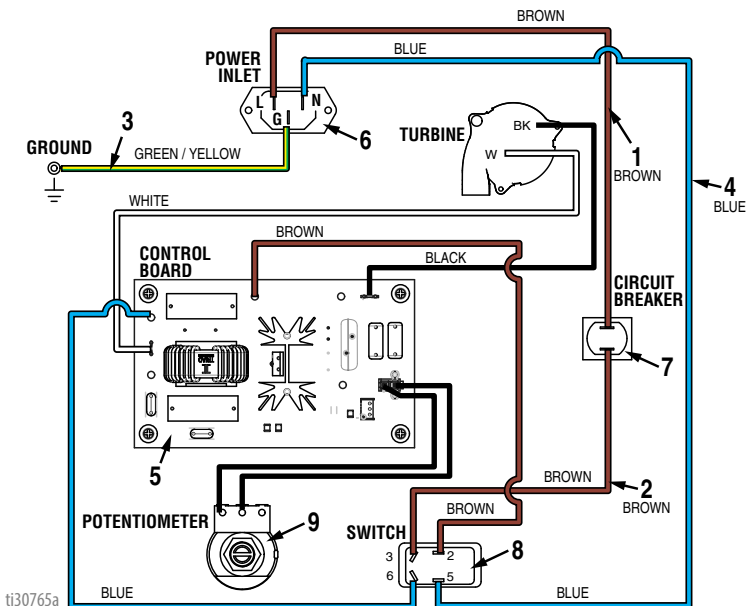 BROWN
BLUE
POWER
INLET
L
N
G
6
TURBINE
BK
W
3
GROUND
GREEN / YELLOW
1
BROWN
4
BLUE
WHITE
BROWN
CONTROL
BOARD
BLACK
CIRCUIT
BREAKER
7
5
BROWN
2
BROWN
POTENTIOMETER
9
SWITCH
BROWN
3
2
8
6
5
ti30765a
BLUE
BLUE